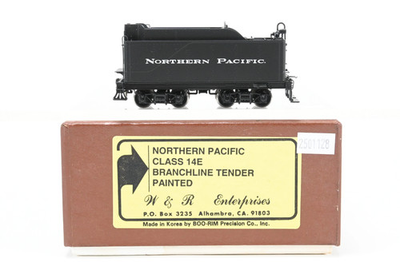 NORTHERN PACIFIC.
NORTHERN PACIFIC
CLASS 14E
BRANCHLINE TENDER
PAINTED
W & R Enterprises
P.O. Box 3235 Alhambra, CA. 91803
Made in Korea by BOO-RIM Precision Co., Inc.